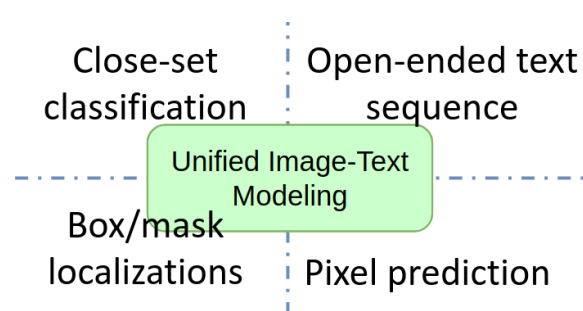 Close-set
classification
Open-ended text
sequence
Unified Image-Text
Modeling
Box/mask
localizations
Pixel prediction